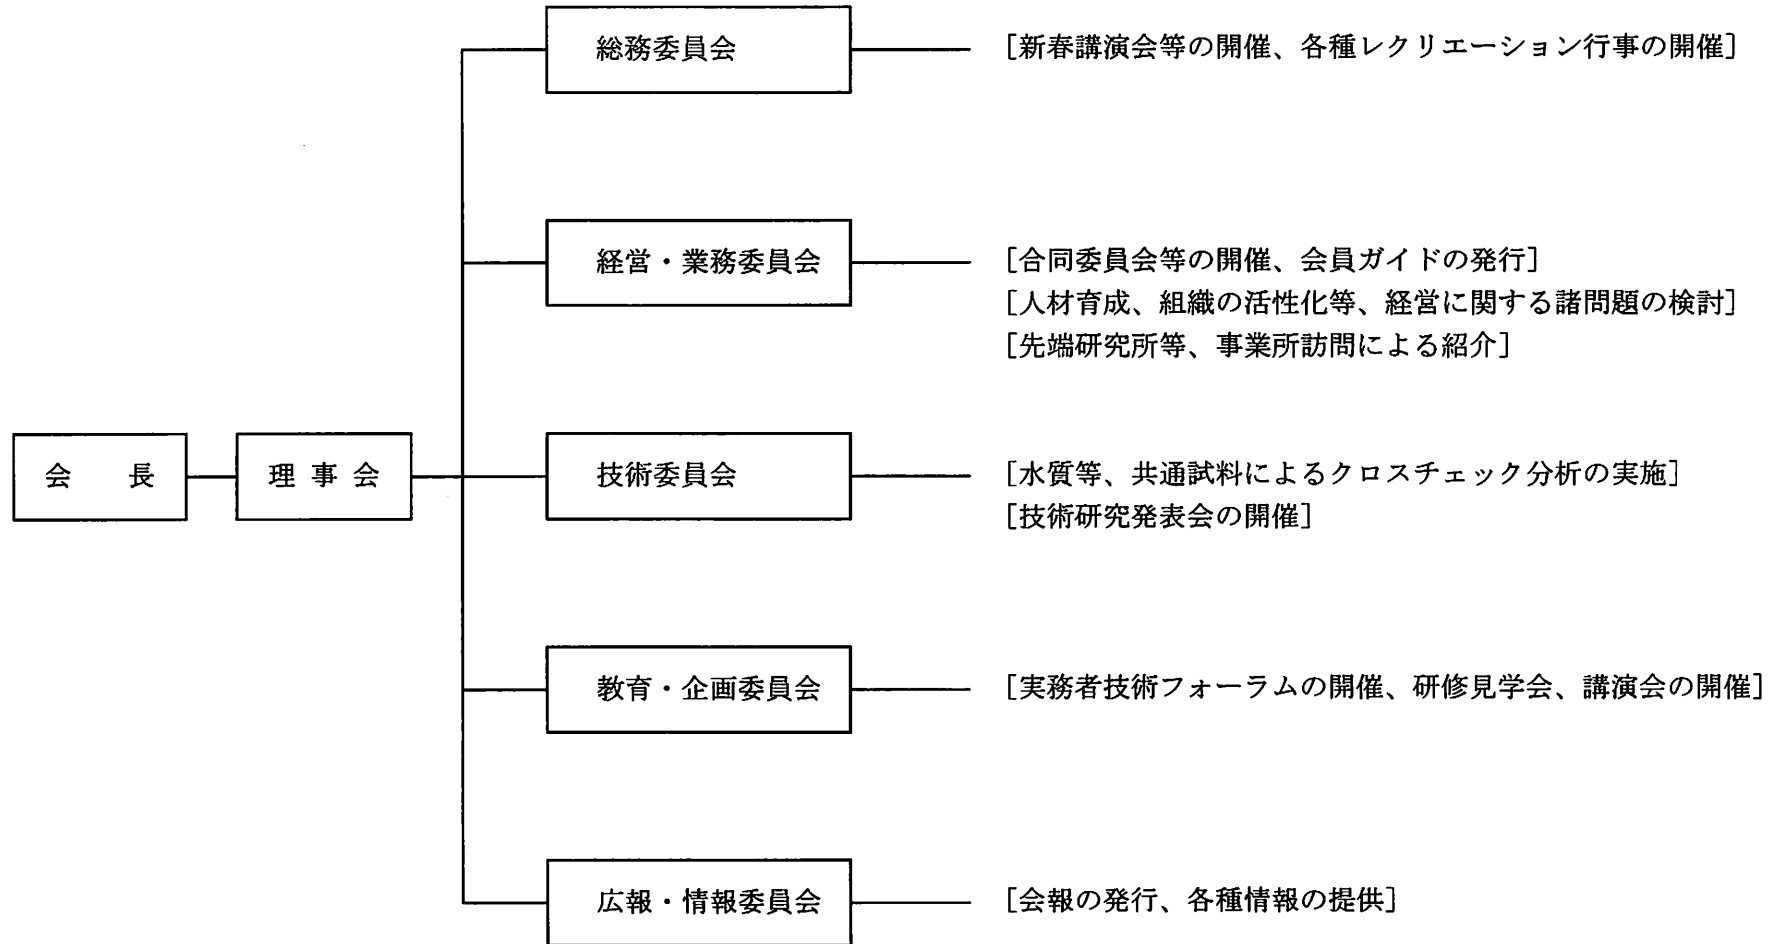 総務委員会
[新春講演会等の開催、各種レクリエーション行事の開催]
経営・業務委員会
[合同委員会等の開催、会員ガイドの発行]
[人材育成、組織の活性化等、経営に関する諸問題の検討]
[先端研究所等、事業所訪問による紹介]
会 長
理 事 会
技術委員会
[水質等、共通試料によるクロスチェック分析の実施]
[技術研究発表会の開催]
教育・企画委員会
[実務者技術フォーラムの開催、研修見学会、講演会の開催]
広報・情報委員会
[会報の発行、各種情報の提供]